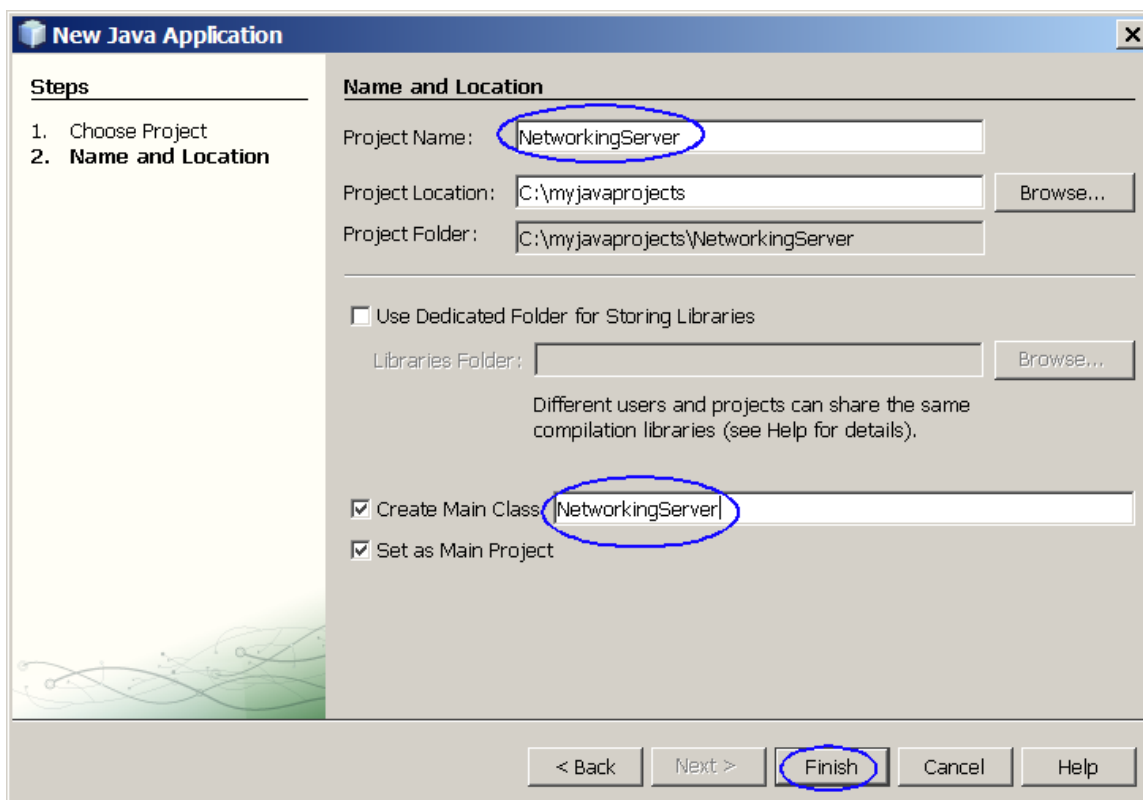 New Java Application
Steps
1. Choose Project
2. Name and Location
Name and Location
Project Name: NetworkingServer
Project Location: C:\myjavaprojects Browse...
Project Folder: C:\myjavaprojects\NetworkingServer
Use Dedicated Folder for Storing Libraries
Libraries Folder: Browse...
Different users and projects can share the same
compilation libraries (see Help for details).
Create Main Class NetworkingServer
Set as Main Project
< Back Next > Finish Cancel Help